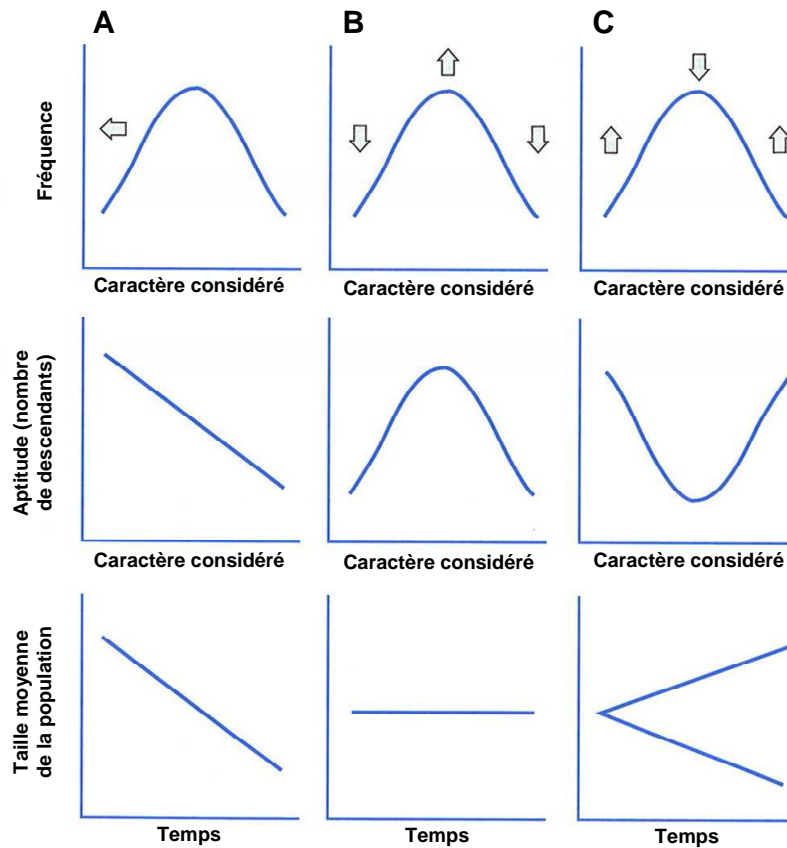 A
B
C
Fréquence
Caractère considéré
Caractère considéré
Caractère considéré
Aptitude (nombre
de descendants)
Caractère considéré
Caractère considéré
Caractère considéré
Taille moyenne
de la population
Temps
Temps
Temps